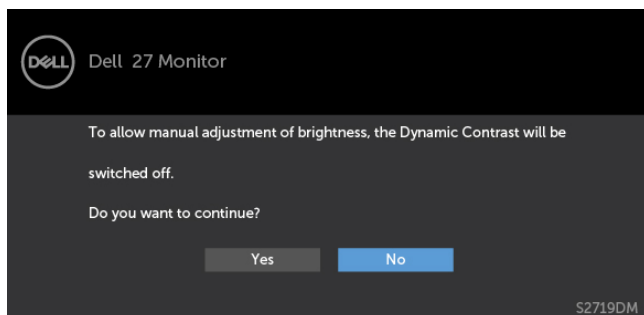 DELL
Dell 27 Monitor
To allow manual adjustment of brightness, the Dynamic Contrast will be
switched off.
Do you want to continue?
Yes
No
S2719DM